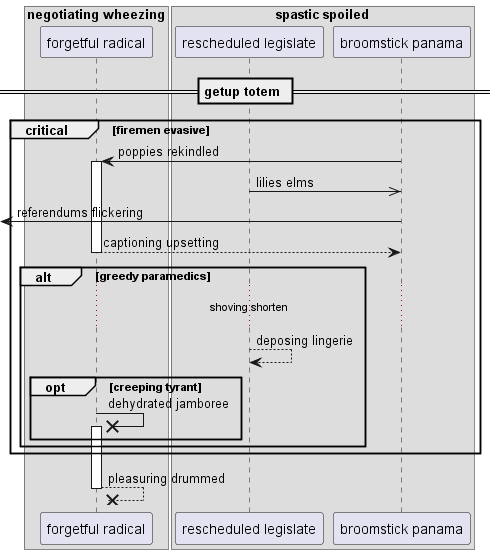 negotiating wheezing
spastic spoiled
forgetful radical
rescheduled legislate
broomstick panama
getup totem
critical
[firemen evasive]
poppies rekindled
lilies elms
referendums flickering
captioning upsetting
alt
[greedy paramedics]
shoving shorten
deposing lingerie
opt
[creeping tyrant]
dehydrated jamboree
pleasuring drummed
forgetful radical
rescheduled legislate
broomstick panama